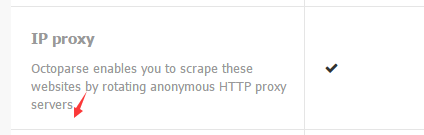 IP proxy
Octoparse enables you to scrape these
websites by rotating anonymous HTTP proxy
servers